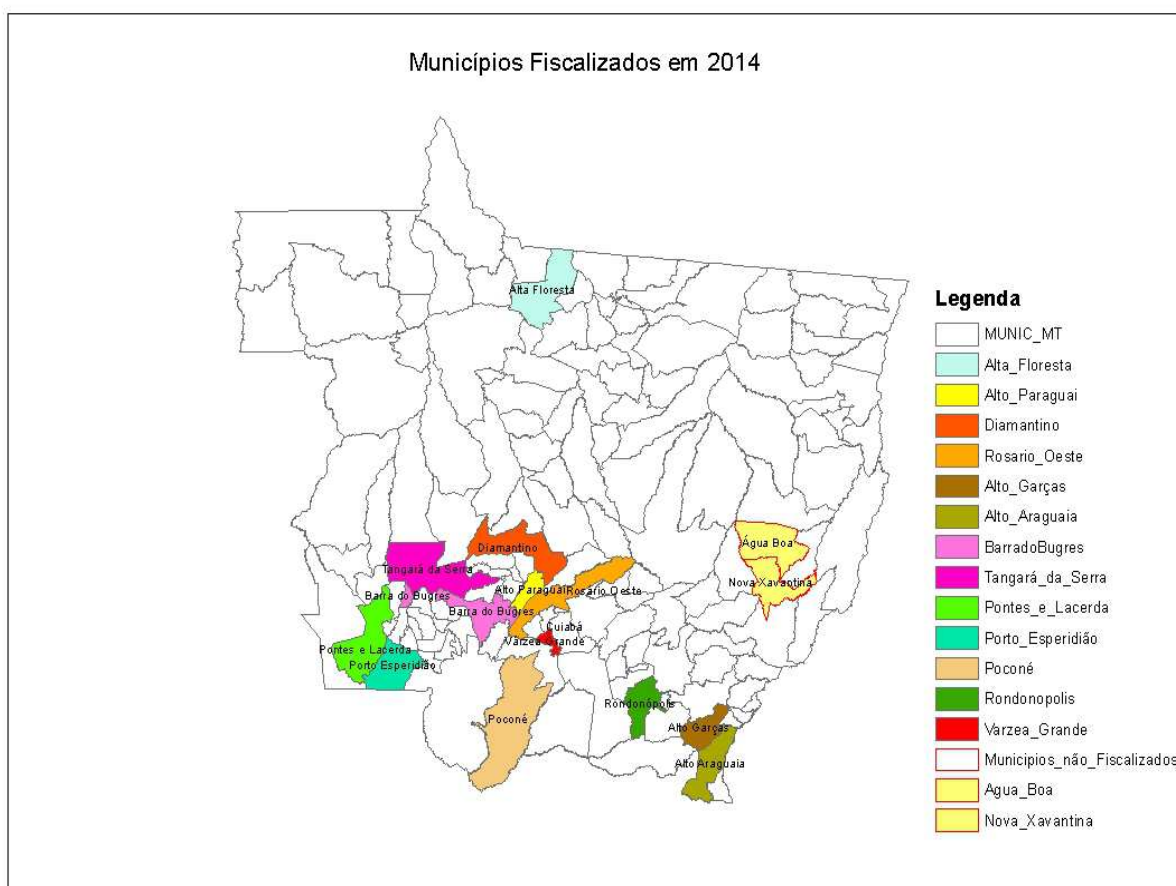 Municípios Fiscalizados em 2014
Alta Floresta
Água Boa
Diamantino
Tangará da Serra
Nova Xavantina
Alto Paraguai
Rosário Oeste
Barra do Bugres
Barra do Bugres
Cuiabá
Várzea Grande
Pontes e Lacerda
Porto Esperidião
Rondonópolis
Poconé
Alto Garças
Alto Araguaia
Legenda
MUNIC_MT
Alta_Floresta
Alto_Paraguai
Diamantino
Rosario_Oeste
Alto_Garças
Alto_Araguaia
BarradoBugres
Tangará_da_Serra
Pontes_e_Lacerda
Porto_Esperidião
Poconé
Rondonopolis
Varzea_Grande
Municipios_não_Fiscalizados
Agua_Boa
Nova_Xavantina